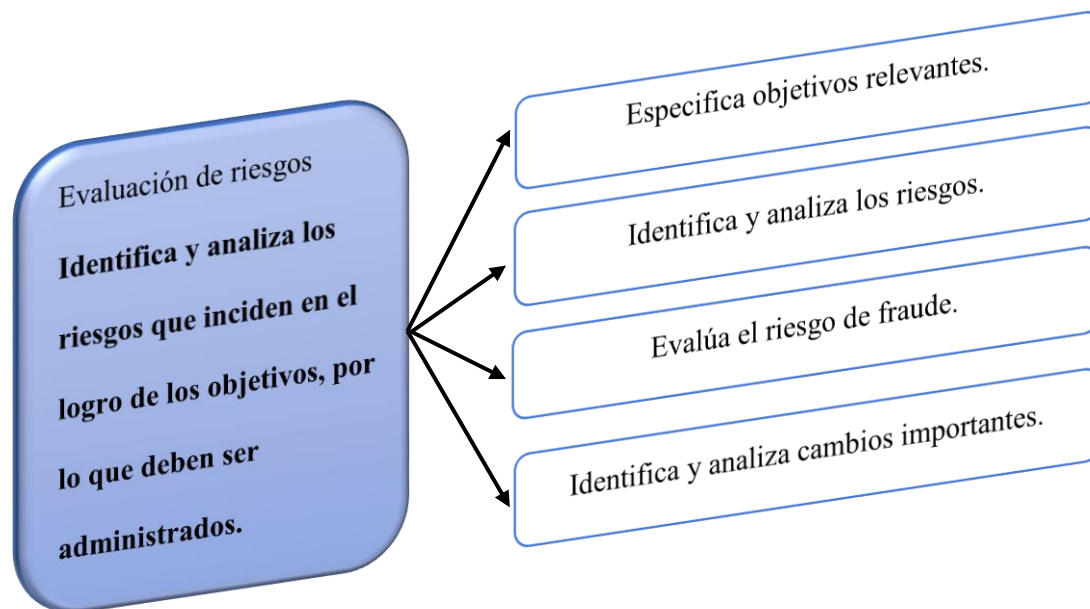 Evaluación de riesgos
Identifica y analiza los
riesgos que inciden en el
logro de los objetivos, por
lo que deben ser
administrados.
Especifica objetivos relevantes.
Identifica y analiza los riesgos.
Evalúa el riesgo de fraude.
Identifica y analiza cambios importantes.